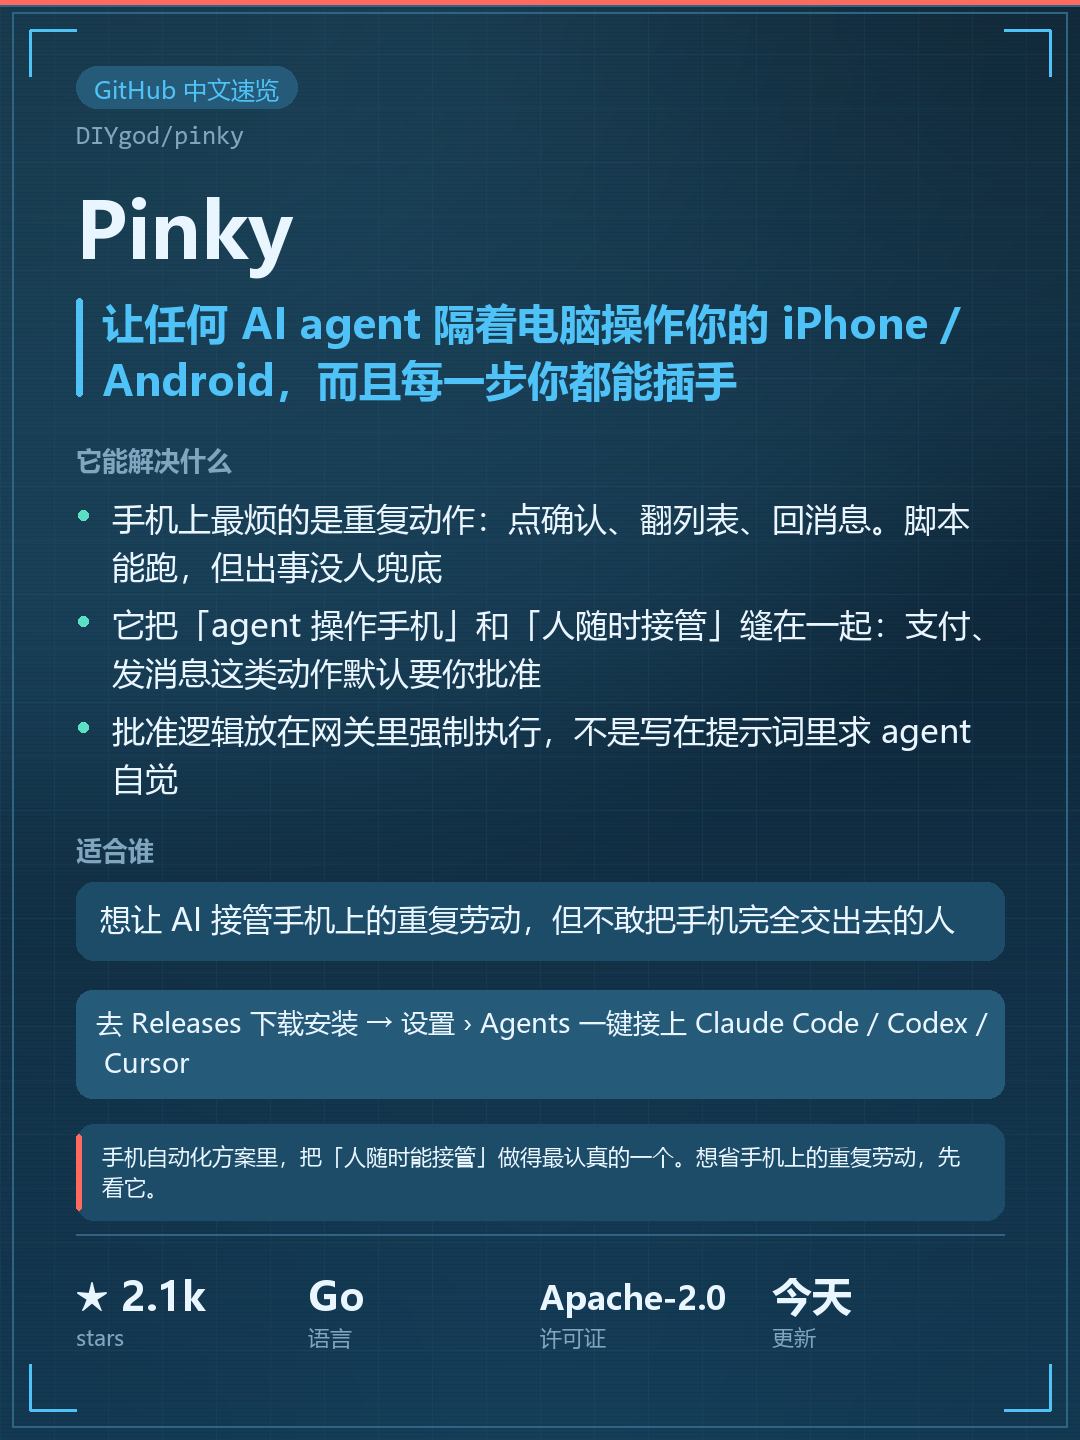 GitHub 中文速览
DIYgod/pinky
Pinky
让任何 AI agent 隔着电脑操作你的 iPhone /
Android，而且每一步你都能插手
它能解决什么
• 手机上最烦的是重复动作：点确认、翻列表、回消息。脚本
能跑，但出事没人兜底
• 它把「agent 操作手机」和「人随时接管」缝在一起：支付、
发消息这类动作默认要你批准
• 批准逻辑放在网关里强制执行，不是写在提示词里求 agent
自觉
适合谁
想让 AI 接管手机上的重复劳动，但不敢把手机完全交出去的人
去 Releases 下载安装 → 设置 › Agents 一键接上 Claude Code / Codex /
Cursor
手机自动化方案里，把「人随时能接管」做得最认真的一个。想省手机上的重复劳动，先
看它。
★ 2.1k Go Apache-2.0 今天
stars 语言 许可证 更新